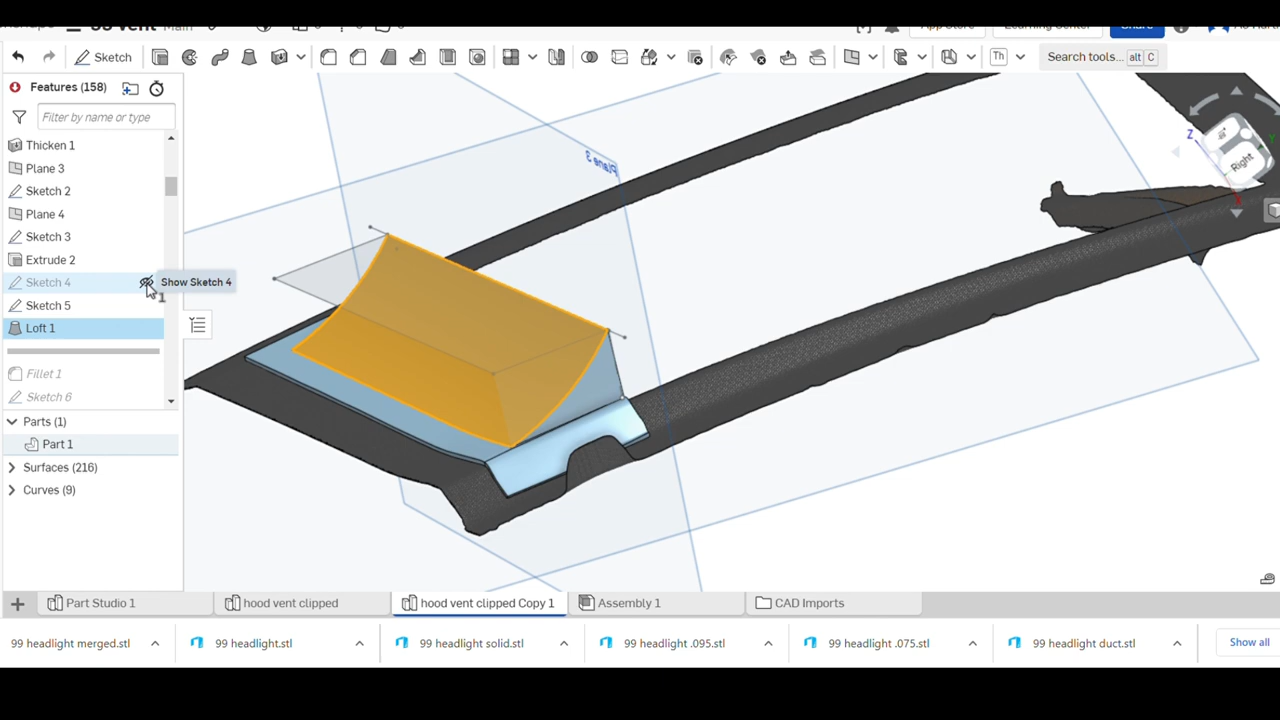 Main
Sketch
Search tools... alt C
Features (158)
Filter by name or type
Thicken 1
Plane 3
Sketch 2
Plane 4
Sketch 3
Extrude 2
Sketch 4
Show Sketch 4
1
Sketch 5
Loft 1
Fillet 1
Sketch 6
Parts (1)
Part 1
Surfaces (216)
Curves (9)
Plane 3
Z
Y
X
Right
Part Studio 1
hood vent clipped
hood vent clipped Copy 1
Assembly 1
CAD Imports
99 headlight merged.stl
99 headlight.stl
99 headlight solid.stl
99 headlight .095.stl
99 headlight .075.stl
99 headlight duct.stl
Show all